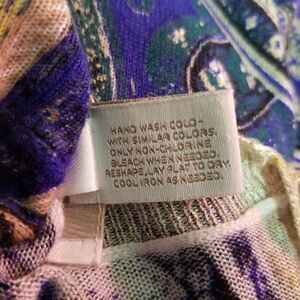 HAND WASH COLD-
WITH SIMILAR COLORS.
ONLY NON-CHLORINE
BLEACH WHEN NEEDED
RESHAPE, LAY FLAT TO DRY
COOL IRON AS NEEDED.